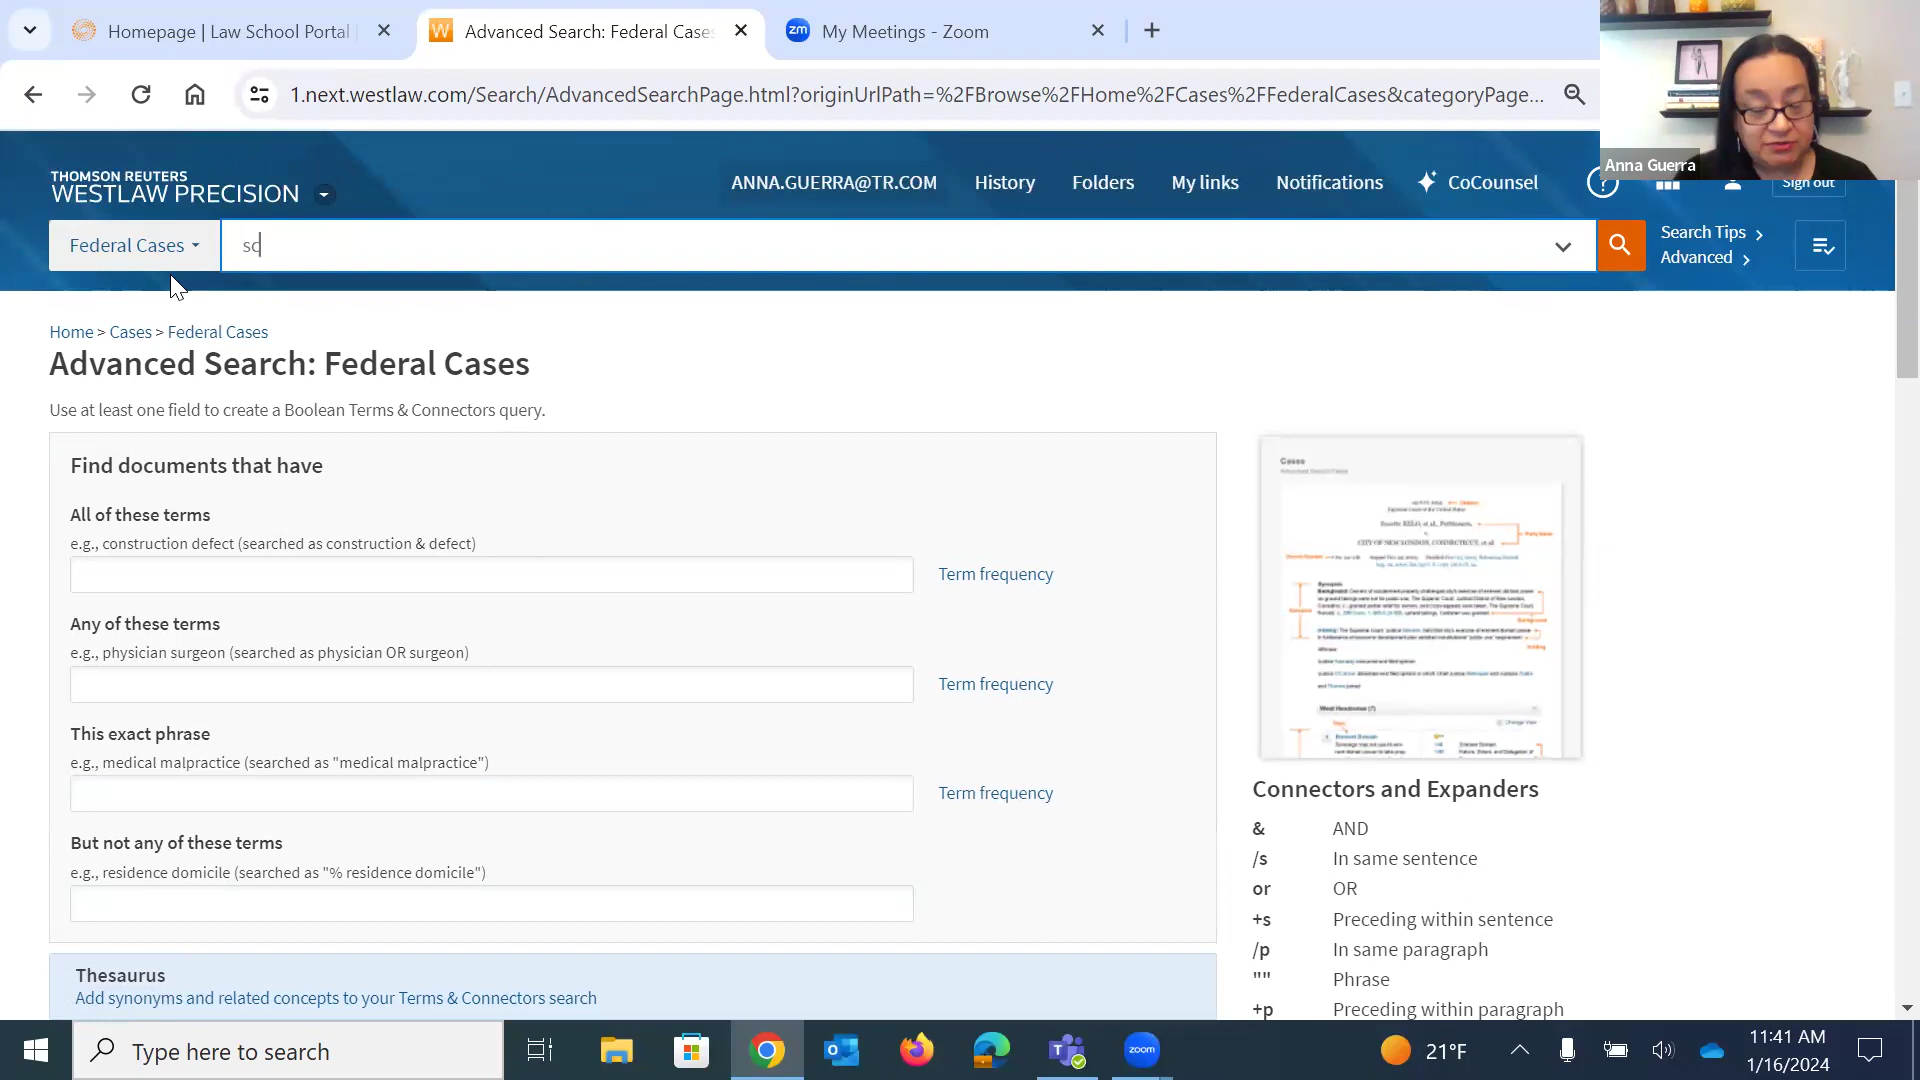 Homepage | Law School Portal
Advanced Search: Federal Cases
My Meetings - Zoom
1.next.westlaw.com/Search/AdvancedSearchPage.html?originUrlPath=%2FBrowse%2FHome%2FCases%2FFederalCases&categoryPage...
Anna Guerra
THOMSON REUTERS
WESTLAW PRECISION
ANNA.GUERRA@TR.COM
History
Folders
My links
Notifications
CoCounsel
Sign out
Federal Cases
sc
Search Tips
Advanced
Home > Cases > Federal Cases
Advanced Search: Federal Cases
Use at least one field to create a Boolean Terms & Connectors query.
Find documents that have
All of these terms
e.g., construction defect (searched as construction & defect)
Term frequency
Any of these terms
e.g., physician surgeon (searched as physician OR surgeon)
Term frequency
This exact phrase
e.g., medical malpractice (searched as "medical malpractice")
Term frequency
But not any of these terms
e.g., residence domicile (searched as "% residence domicile")
Thesaurus
Add synonyms and related concepts to your Terms & Connectors search
Cases
Connectors and Expanders
& AND
/s In same sentence
or OR
+s Preceding within sentence
/p In same paragraph
"" Phrase
+p Preceding within paragraph
Type here to search
zoom
21°F
11:41 AM
1/16/2024